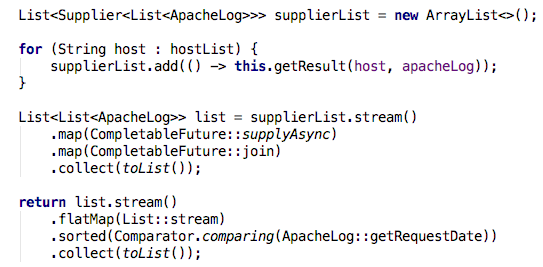 List<Supplier<List<ApacheLog>>> supplierList = new ArrayList<>();

for (String host : hostList) {
    supplierList.add(() -> this.getResult(host, apacheLog));
}

List<List<ApacheLog>> list = supplierList.stream()
    .map(CompletableFuture::supplyAsync)
    .map(CompletableFuture::join)
    .collect(toList());

return list.stream()
    .flatMap(List::stream)
    .sorted(Comparator.comparing(ApacheLog::getRequestDate))
    .collect(toList());